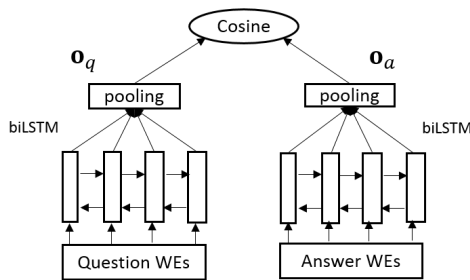 Cosine
o_q
o_a
pooling
pooling
biLSTM
biLSTM
Question WEs
Answer WEs